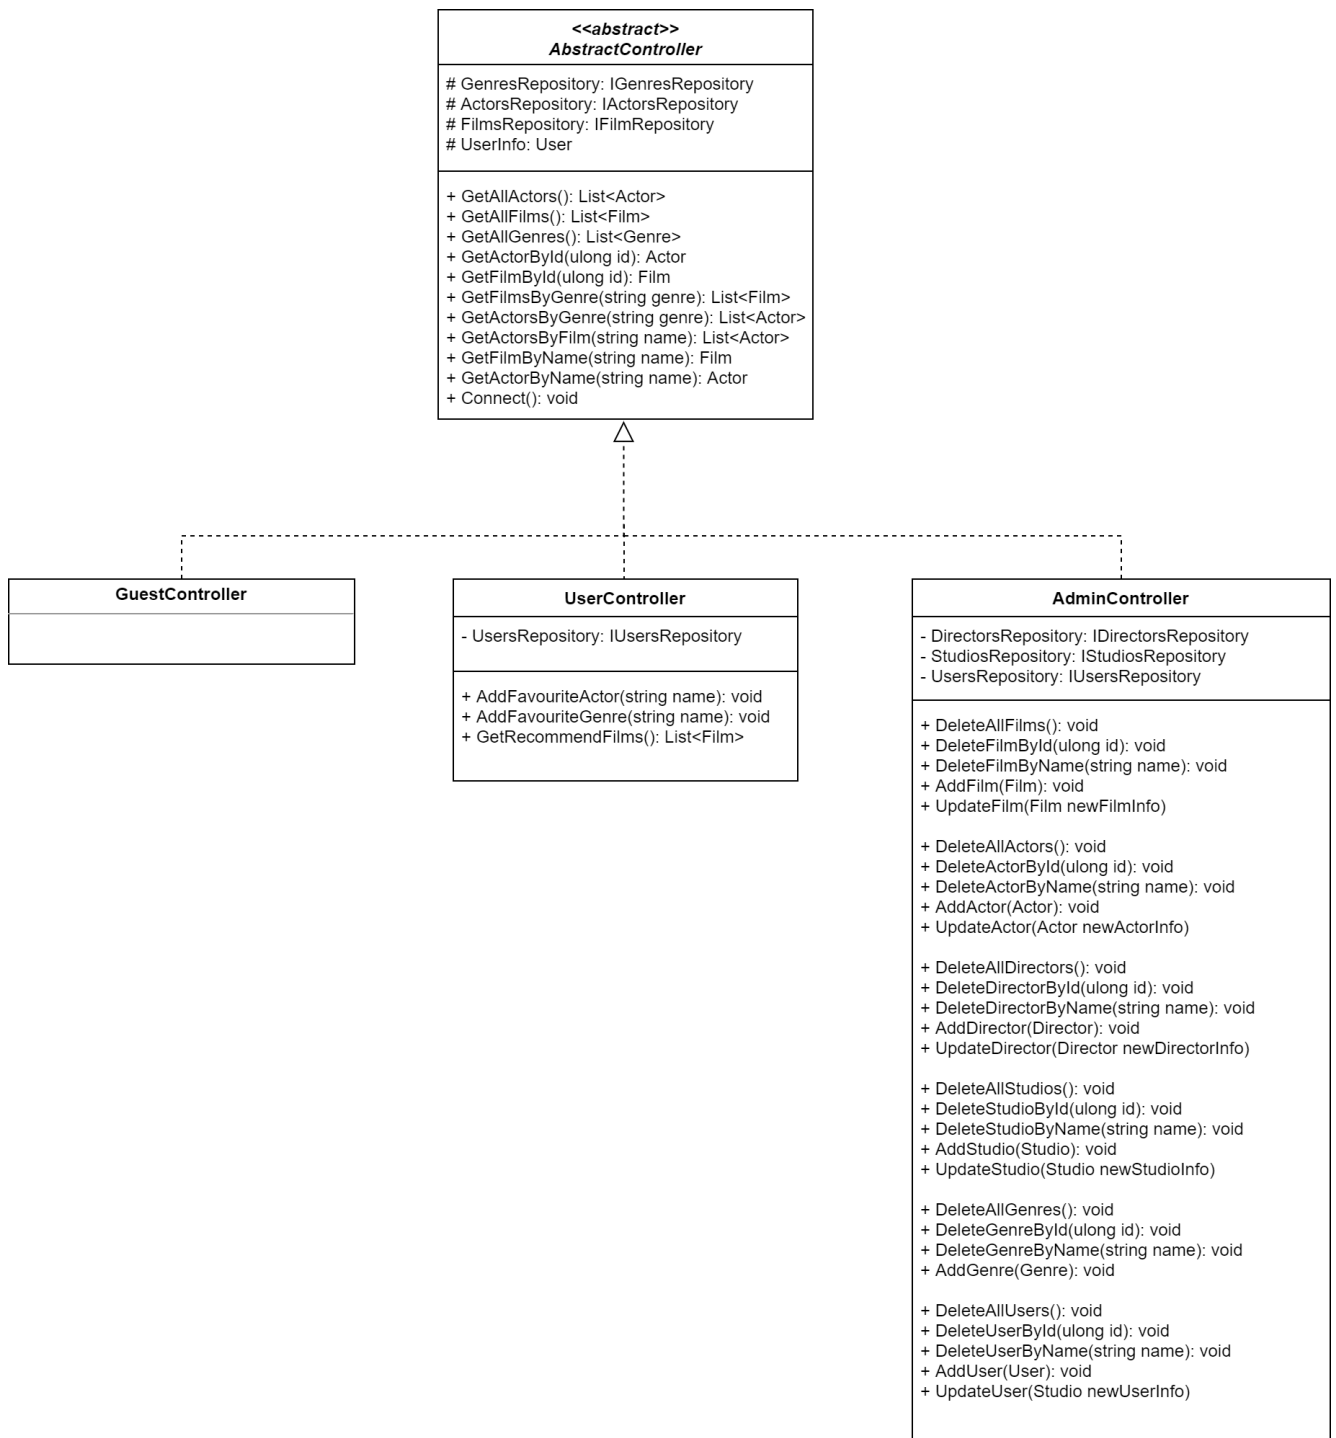 <<abstract>>
AbstractController
# GenresRepository: IGenresRepository
# ActorsRepository: IActorsRepository
# FilmsRepository: IFilmRepository
# UserInfo: User
+ GetAllActors(): List<Actor>
+ GetAllFilms(): List<Film>
+ GetAllGenres(): List<Genre>
+ GetActorById(ulong id): Actor
+ GetFilmById(ulong id): Film
+ GetFilmsByGenre(string genre): List<Film>
+ GetActorsByGenre(string genre): List<Actor>
+ GetActorsByFilm(string name): List<Actor>
+ GetFilmByName(string name): Film
+ GetActorByName(string name): Actor
+ Connect(): void
GuestController
UserController
- UsersRepository: IUsersRepository
+ AddFavouriteActor(string name): void
+ AddFavouriteGenre(string name): void
+ GetRecommendFilms(): List<Film>
AdminController
- DirectorsRepository: IDirectorsRepository
- StudiosRepository: IStudiosRepository
- UsersRepository: IUsersRepository
+ DeleteAllFilms(): void
+ DeleteFilmById(ulong id): void
+ DeleteFilmByName(string name): void
+ AddFilm(Film): void
+ UpdateFilm(Film newFilmInfo)
+ DeleteAllActors(): void
+ DeleteActorById(ulong id): void
+ DeleteActorByName(string name): void
+ AddActor(Actor): void
+ UpdateActor(Actor newActorInfo)
+ DeleteAllDirectors(): void
+ DeleteDirectorById(ulong id): void
+ DeleteDirectorByName(string name): void
+ AddDirector(Director): void
+ UpdateDirector(Director newDirectorInfo)
+ DeleteAllStudios(): void
+ DeleteStudioById(ulong id): void
+ DeleteStudioByName(string name): void
+ AddStudio(Studio): void
+ UpdateStudio(Studio newStudioInfo)
+ DeleteAllGenres(): void
+ DeleteGenreById(ulong id): void
+ DeleteGenreByName(string name): void
+ AddGenre(Genre): void
+ DeleteAllUsers(): void
+ DeleteUserById(ulong id): void
+ DeleteUserByName(string name): void
+ AddUser(User): void
+ UpdateUser(Studio newUserInfo)